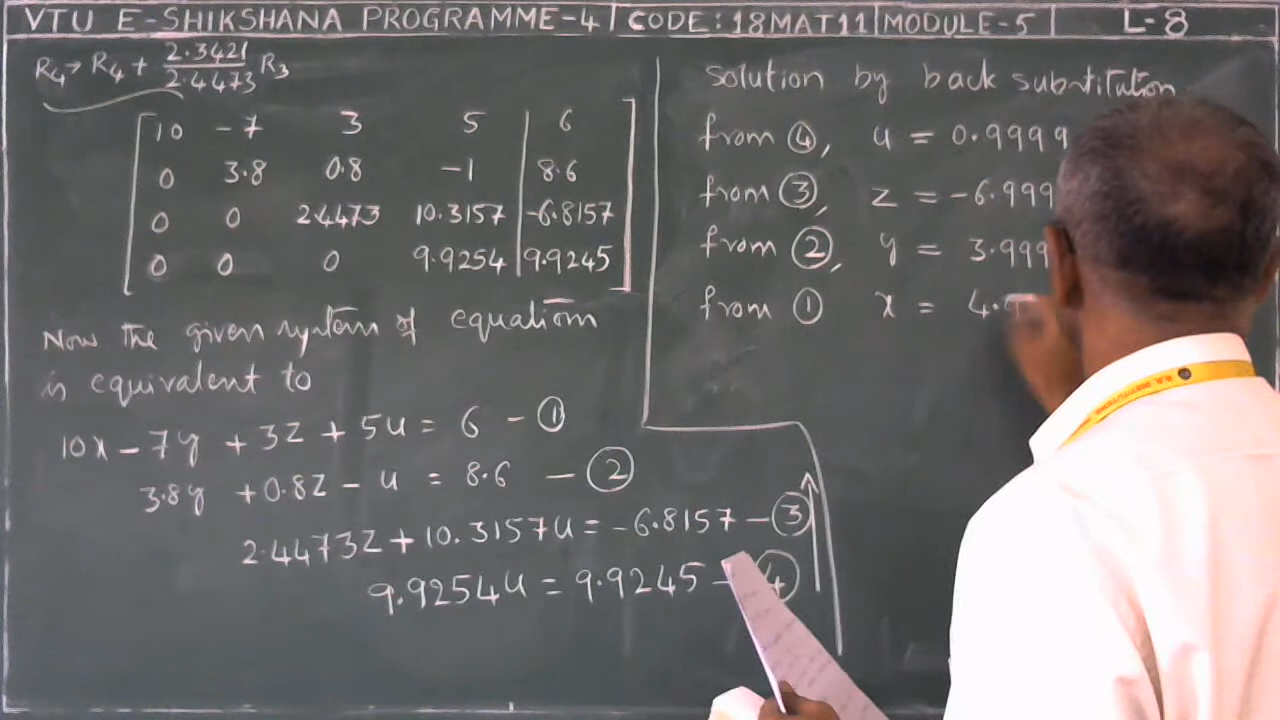 VTU E-SHIKSHANA PROGRAMME-4 | CODE:18MAT11 | MODULE-5 | L-8
R₄→ R₄ + 2.3421/2.4473 R₃
10 -7 3 5 | 6
0 3.8 0.8 -1 | 8.6
0 0 2.4473 10.3157 | -6.8157
0 0 0 9.9254 | 9.9245
Now the given system of equation
is equivalent to
10x - 7y + 3z + 5u = 6 - ①
3.8y + 0.8z - u = 8.6 - ②
2.4473z + 10.3157u = -6.8157 - ③
9.9254u = 9.9245 - ④
solution by back substitution
from ④, u = 0.9999
from ③, z = -6.999
from ②, y = 3.999
from ① x = 4.